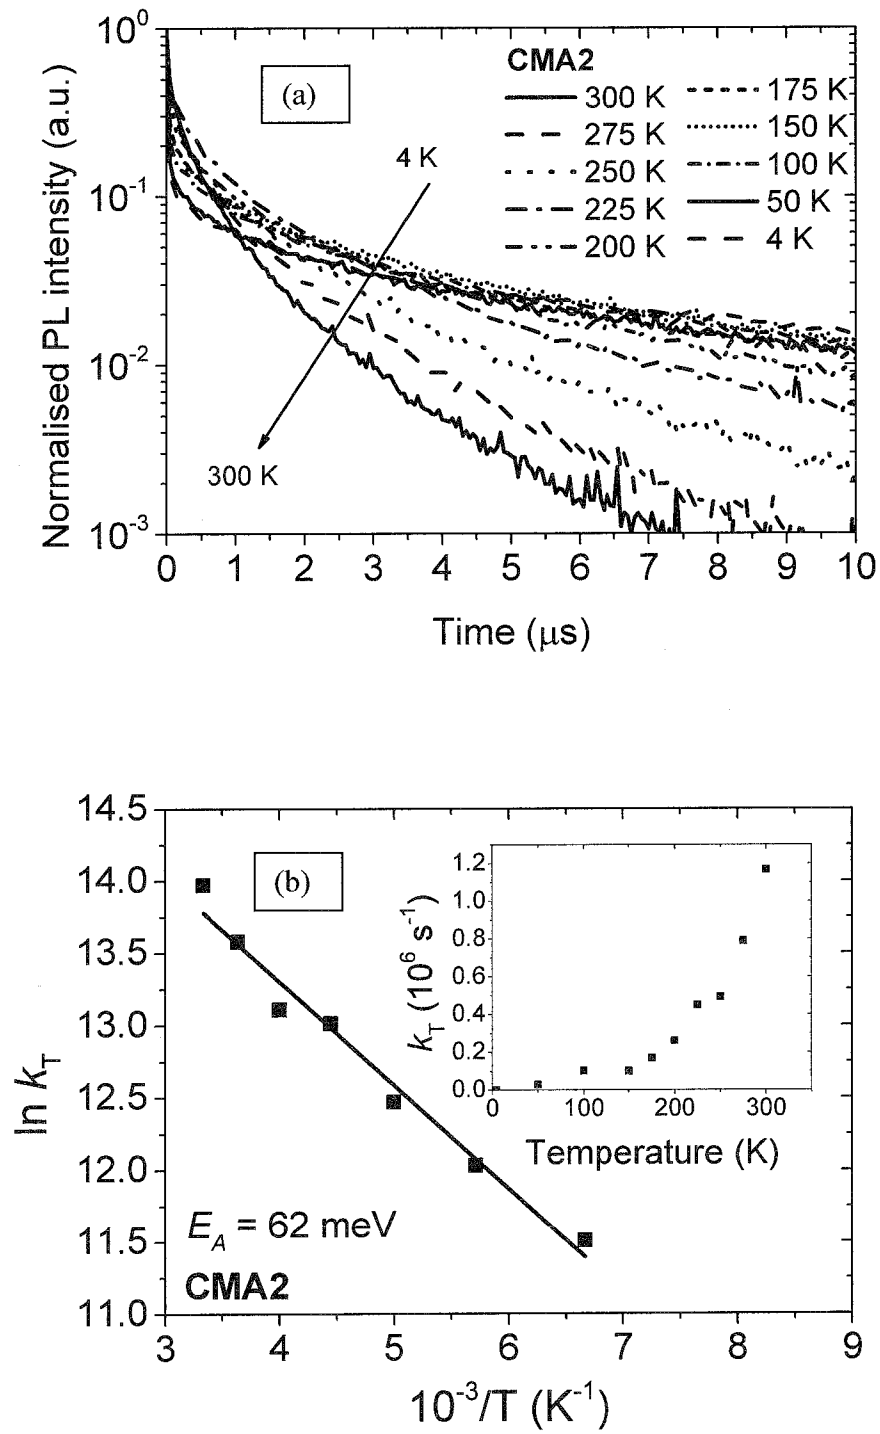 10⁰
10⁻¹
10⁻²
10⁻³
Normalised PL intensity (a.u.)
(a)
CMA2
300 K
275 K
250 K
225 K
200 K
175 K
150 K
100 K
50 K
4 K
4 K
300 K
0 1 2 3 4 5 6 7 8 9 10
Time (μs)
14.5
14.0
13.5
13.0
12.5
12.0
11.5
11.0
ln k_T
(b)
1.2
1.0
0.8
0.6
0.4
0.2
0.0
k_T (10⁶ s⁻¹)
0 100 200 300
Temperature (K)
E_A = 62 meV
CMA2
3 4 5 6 7 8 9
10⁻³/T (K⁻¹)